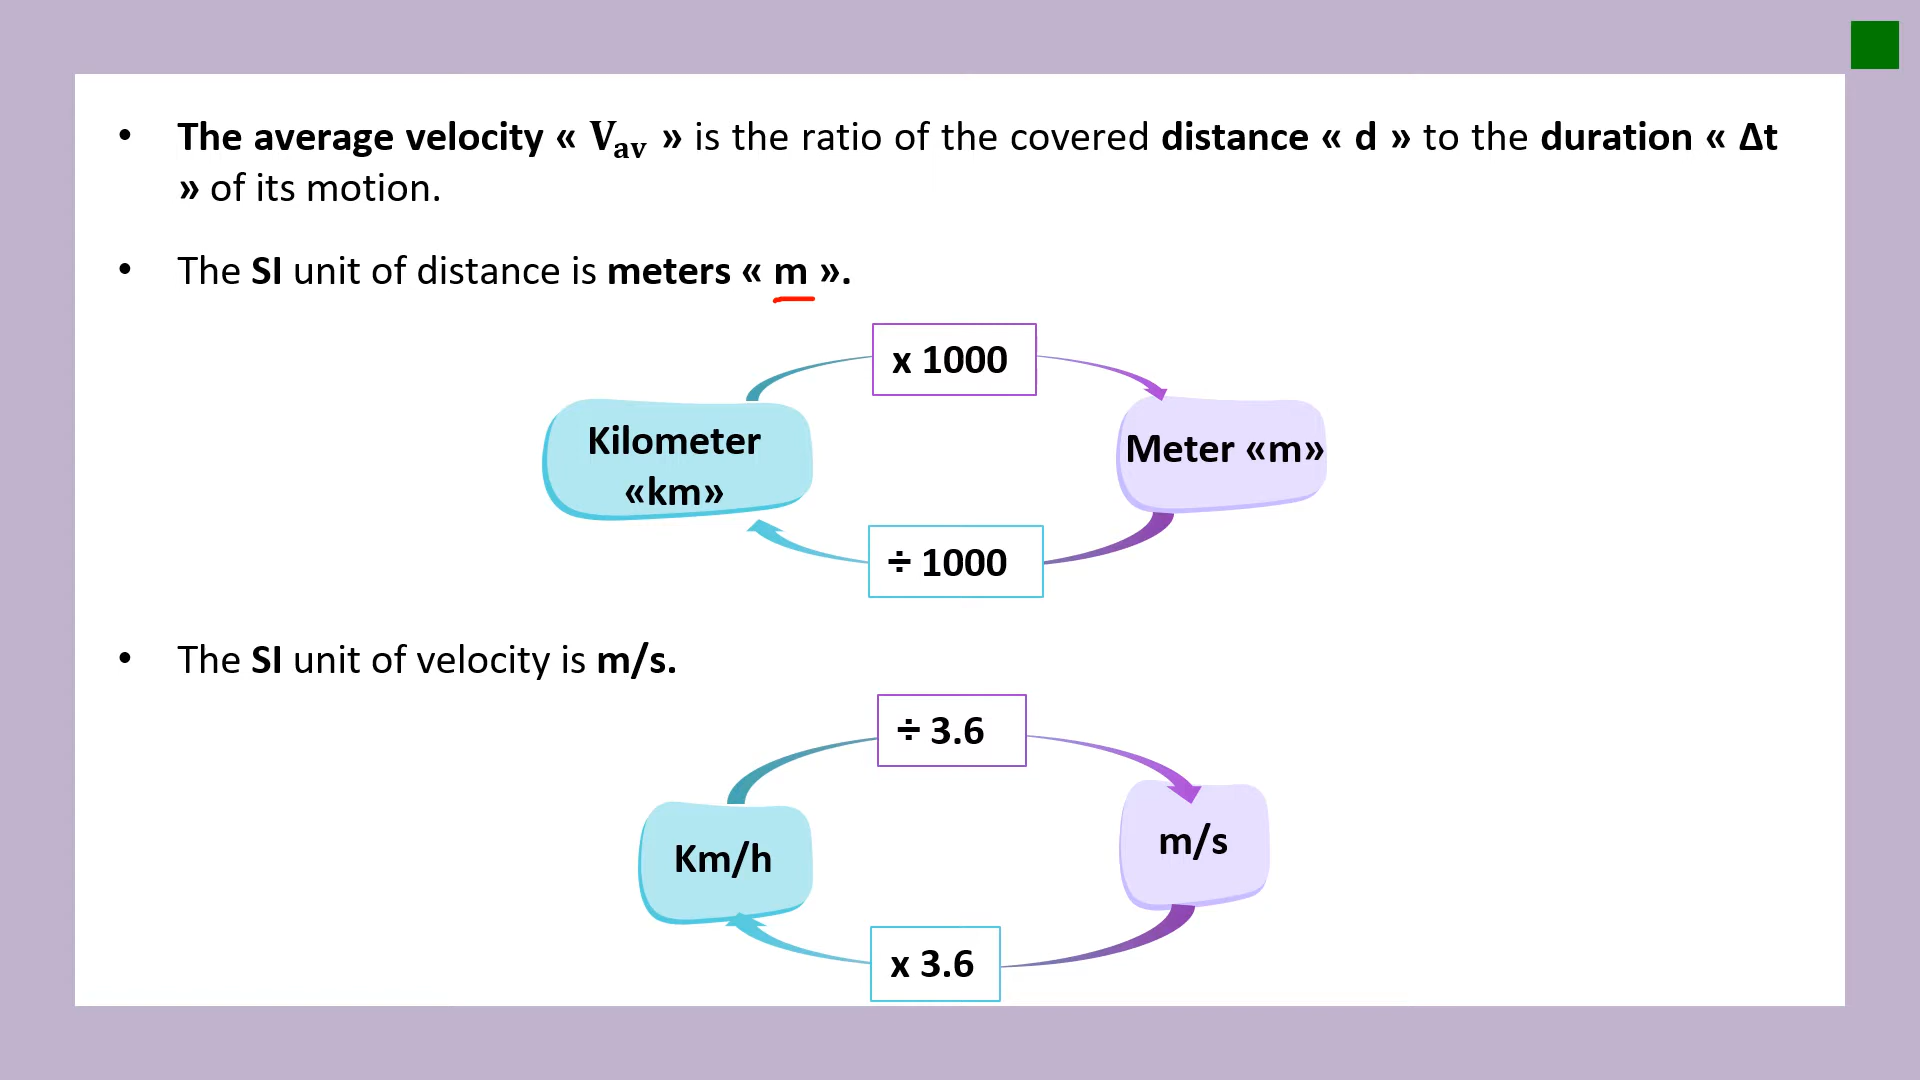 • The average velocity « Vav » is the ratio of the covered distance « d » to the duration « Δt
» of its motion.
• The SI unit of distance is meters « m ».
x 1000
Kilometer
«km»
Meter «m»
÷ 1000
• The SI unit of velocity is m/s.
÷ 3.6
Km/h
m/s
x 3.6